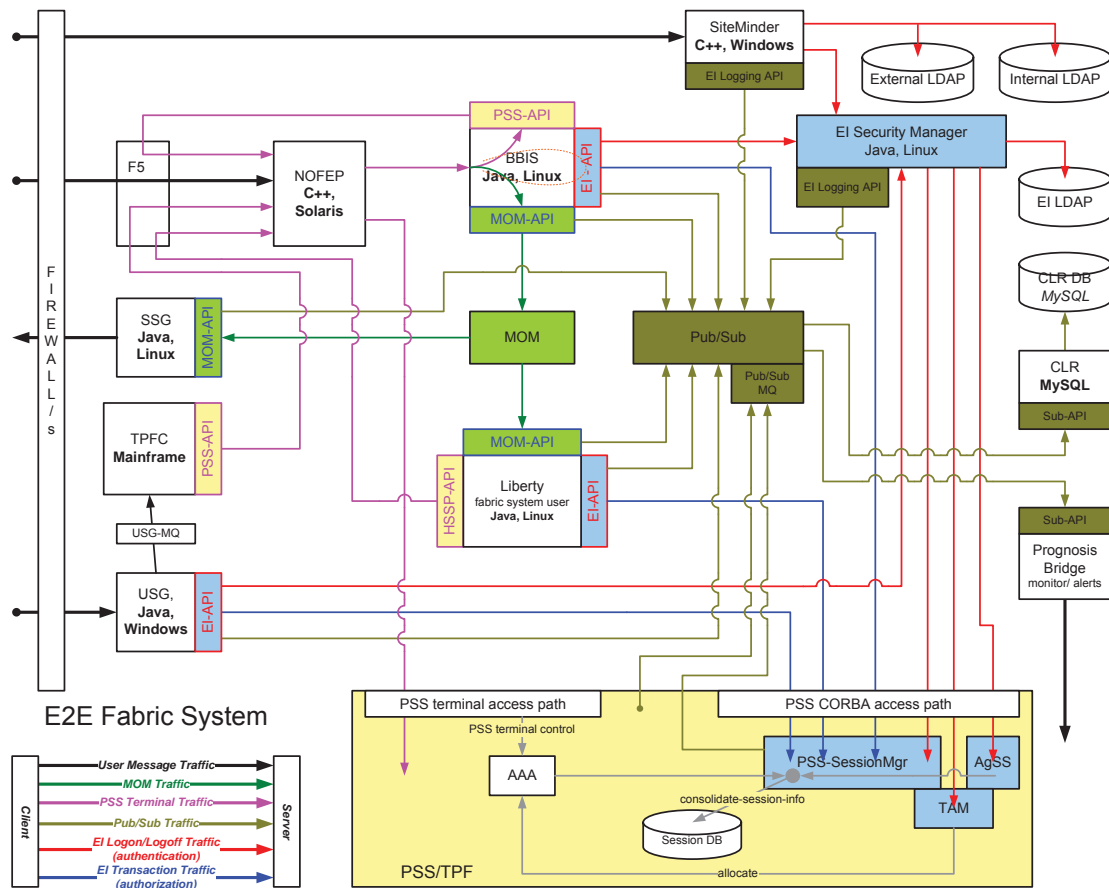 SiteMinder
C++, Windows
EI Logging API
External LDAP
Internal LDAP
PSS-API
F5
NOFEP
C++,
Solaris
BBIS
Java, Linux
EI - API
MOM-API
EI Security Manager
Java, Linux
EI Logging API
EI LDAP
FIREWALL/s
CLR DB
MySQL
SSG
Java,
Linux
MOM-API
MOM
Pub/Sub
Pub/Sub
MQ
CLR
MySQL
Sub-API
TPFC
Mainframe
PSS-API
MOM-API
HSSP-API
Liberty
fabric system user
Java, Linux
EI-API
Sub-API
Prognosis
Bridge
monitor/ alerts
USG-MQ
USG,
Java,
Windows
EI-API
E2E Fabric System
PSS terminal access path
PSS CORBA access path
PSS terminal control
AAA
PSS-SessionMgr
AgSS
TAM
consolidate-session-info
Session DB
allocate
PSS/TPF
Client
User Message Traffic
MOM Traffic
PSS Terminal Traffic
Pub/Sub Traffic
EI Logon/Logoff Traffic
(authentication)
EI Transaction Traffic
(authorization)
Server